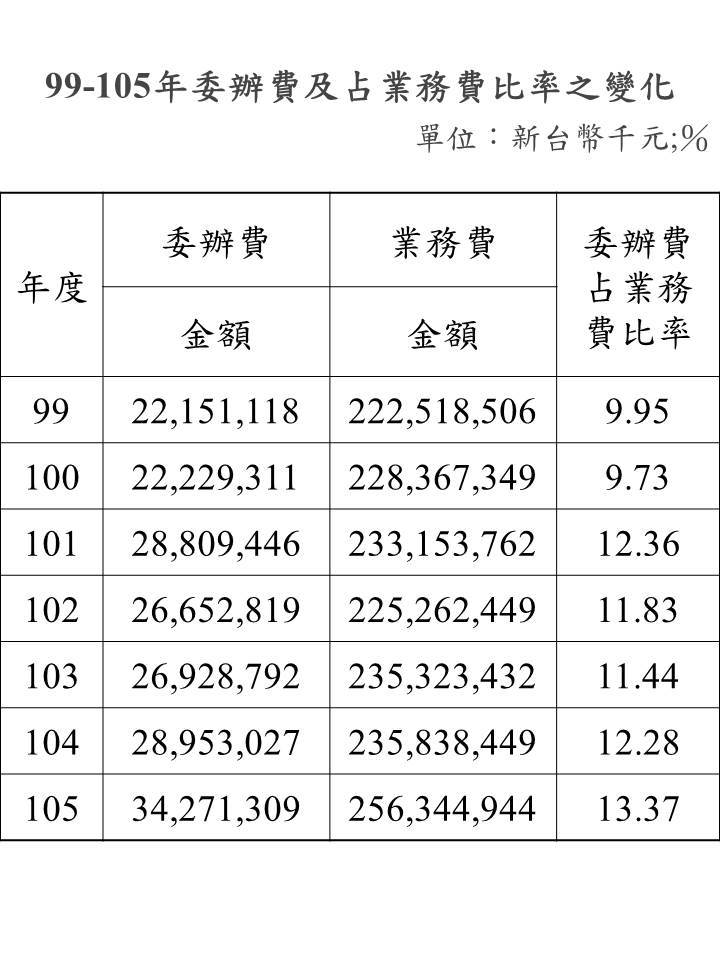 99-105年委辦費及占業務費比率之變化
單位：新台幣千元;%
年度 委辦費 業務費 委辦費占業務費比率
金額 金額
99 22,151,118 222,518,506 9.95
100 22,229,311 228,367,349 9.73
101 28,809,446 233,153,762 12.36
102 26,652,819 225,262,449 11.83
103 26,928,792 235,323,432 11.44
104 28,953,027 235,838,449 12.28
105 34,271,309 256,344,944 13.37